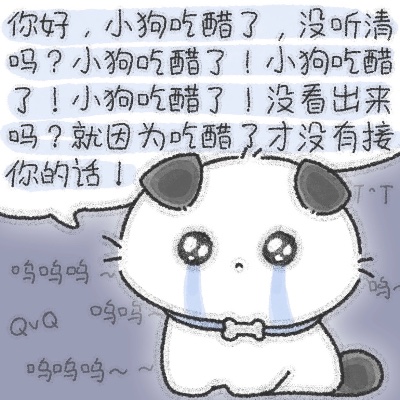 你好，小狗吃醋了，没听清
吗？小狗吃醋了！小狗吃醋
了！小狗吃醋了！没看出来
吗？就因为吃醋了才没有接
你的话！
T^T
呜呜呜~
呜~
呜呜~
QvQ
呜呜呜~~